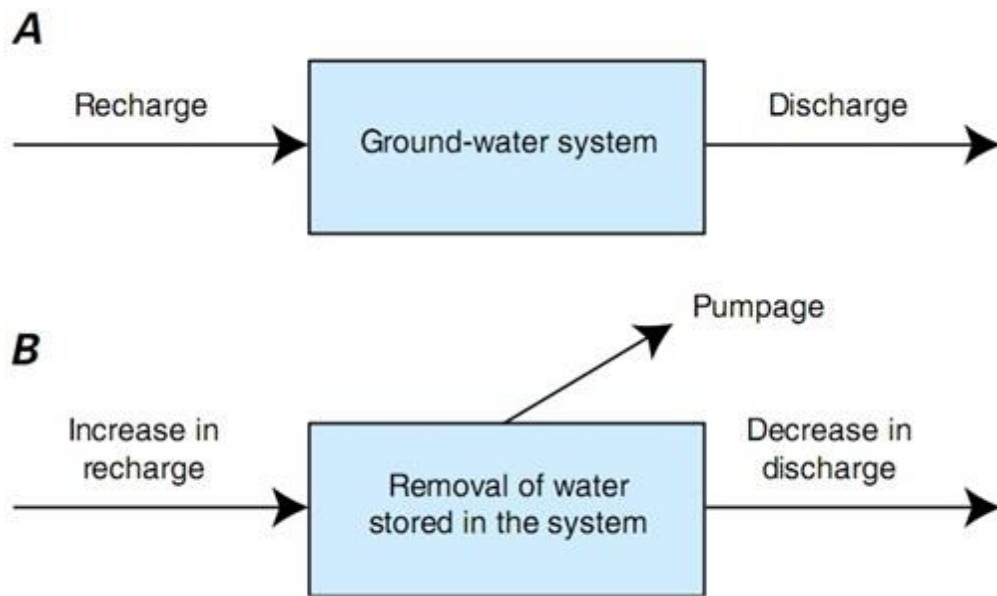 A
Recharge
Ground-water system
Discharge
B
Pumpage
Increase in
recharge
Removal of water
stored in the system
Decrease in
discharge